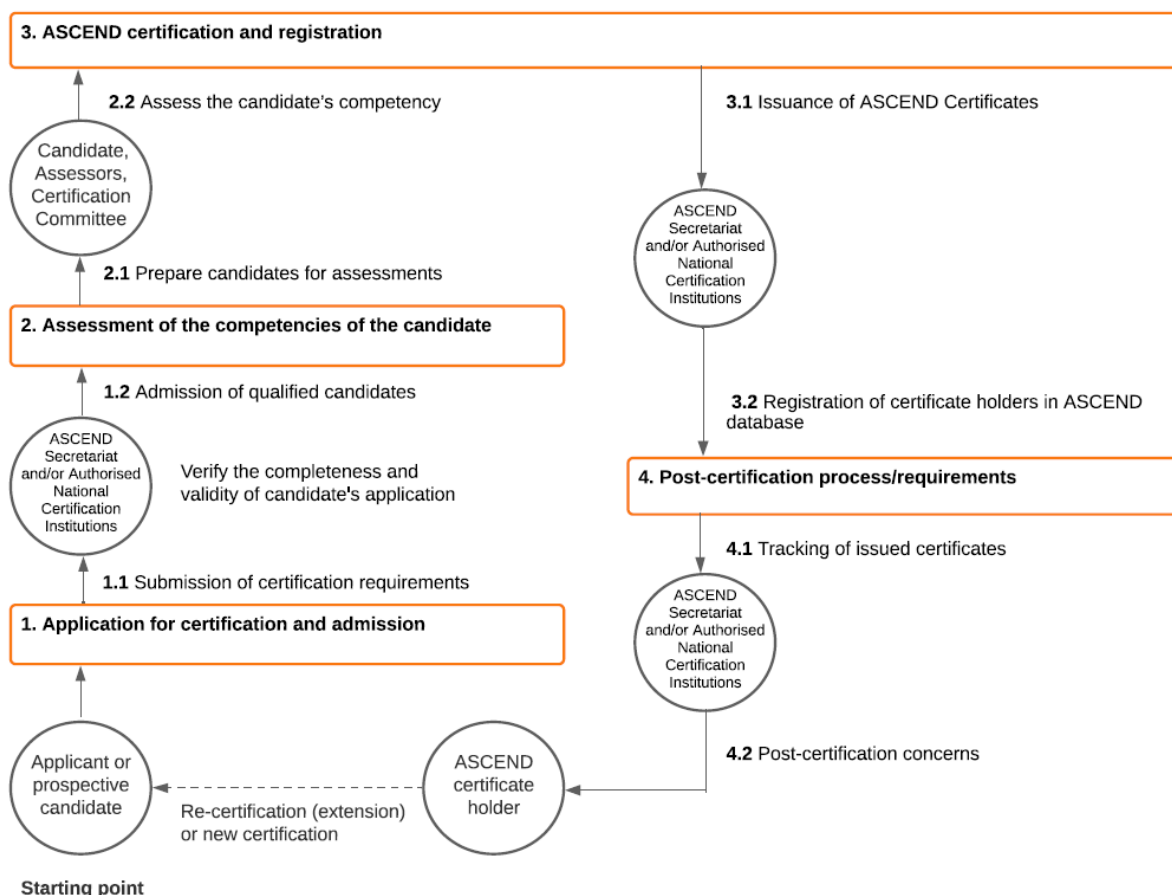 3. ASCEND certification and registration
2.2 Assess the candidate's competency
3.1 Issuance of ASCEND Certificates
Candidate,
Assessors,
Certification
Committee
ASCEND
Secretariat
and/or Authorised
National
Certification
Institutions
2.1 Prepare candidates for assessments
2. Assessment of the competencies of the candidate
1.2 Admission of qualified candidates
3.2 Registration of certificate holders in ASCEND
database
ASCEND
Secretariat
and/or Authorised
National
Certification
Institutions
Verify the completeness and
validity of candidate's application
4. Post-certification process/requirements
4.1 Tracking of issued certificates
1.1 Submission of certification requirements
ASCEND
Secretariat
and/or Authorised
National
Certification
Institutions
1. Application for certification and admission
4.2 Post-certification concerns
Applicant or
prospective
candidate
ASCEND
certificate
holder
Re-certification (extension)
or new certification
Starting point